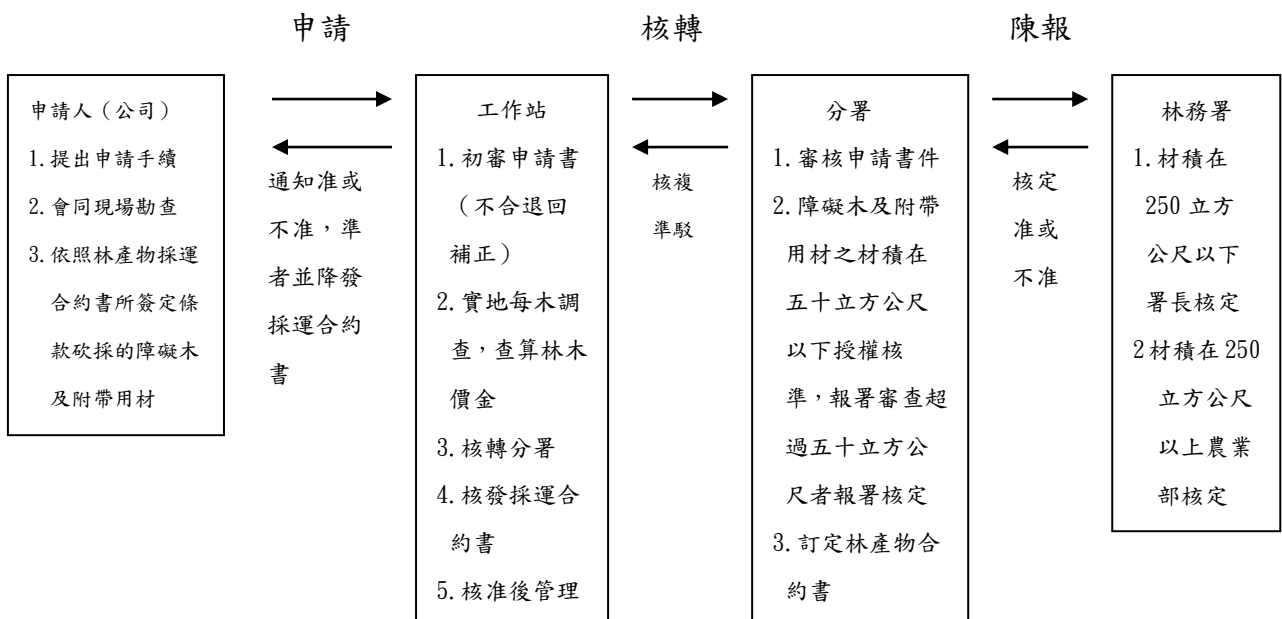 申請
核轉
陳報
申請人（公司）
1.提出申請手續
2.會同現場勘查
3.依照林產物採運
合約書所簽定條
款砍採的障礙木
及附帶用材
通知准或
不准，準
者並降發
採運合約
書
工作站
1.初審申請書
（不合退回
補正）
2.實地每木調
查，查算林木
價金
3.核轉分署
4.核發採運合
約書
5.核准後管理
核複
準駁
分署
1.審核申請書件
2.障礙木及附帶
用材之材積在
五十立方公尺
以下授權核
準，報署審查超
過五十立方公
尺者報署核定
3.訂定林產物合
約書
核定
准或
不准
林務署
1.材積在
250 立方
公尺以下
署長核定
2材積在 250
立方公尺
以上農業
部核定